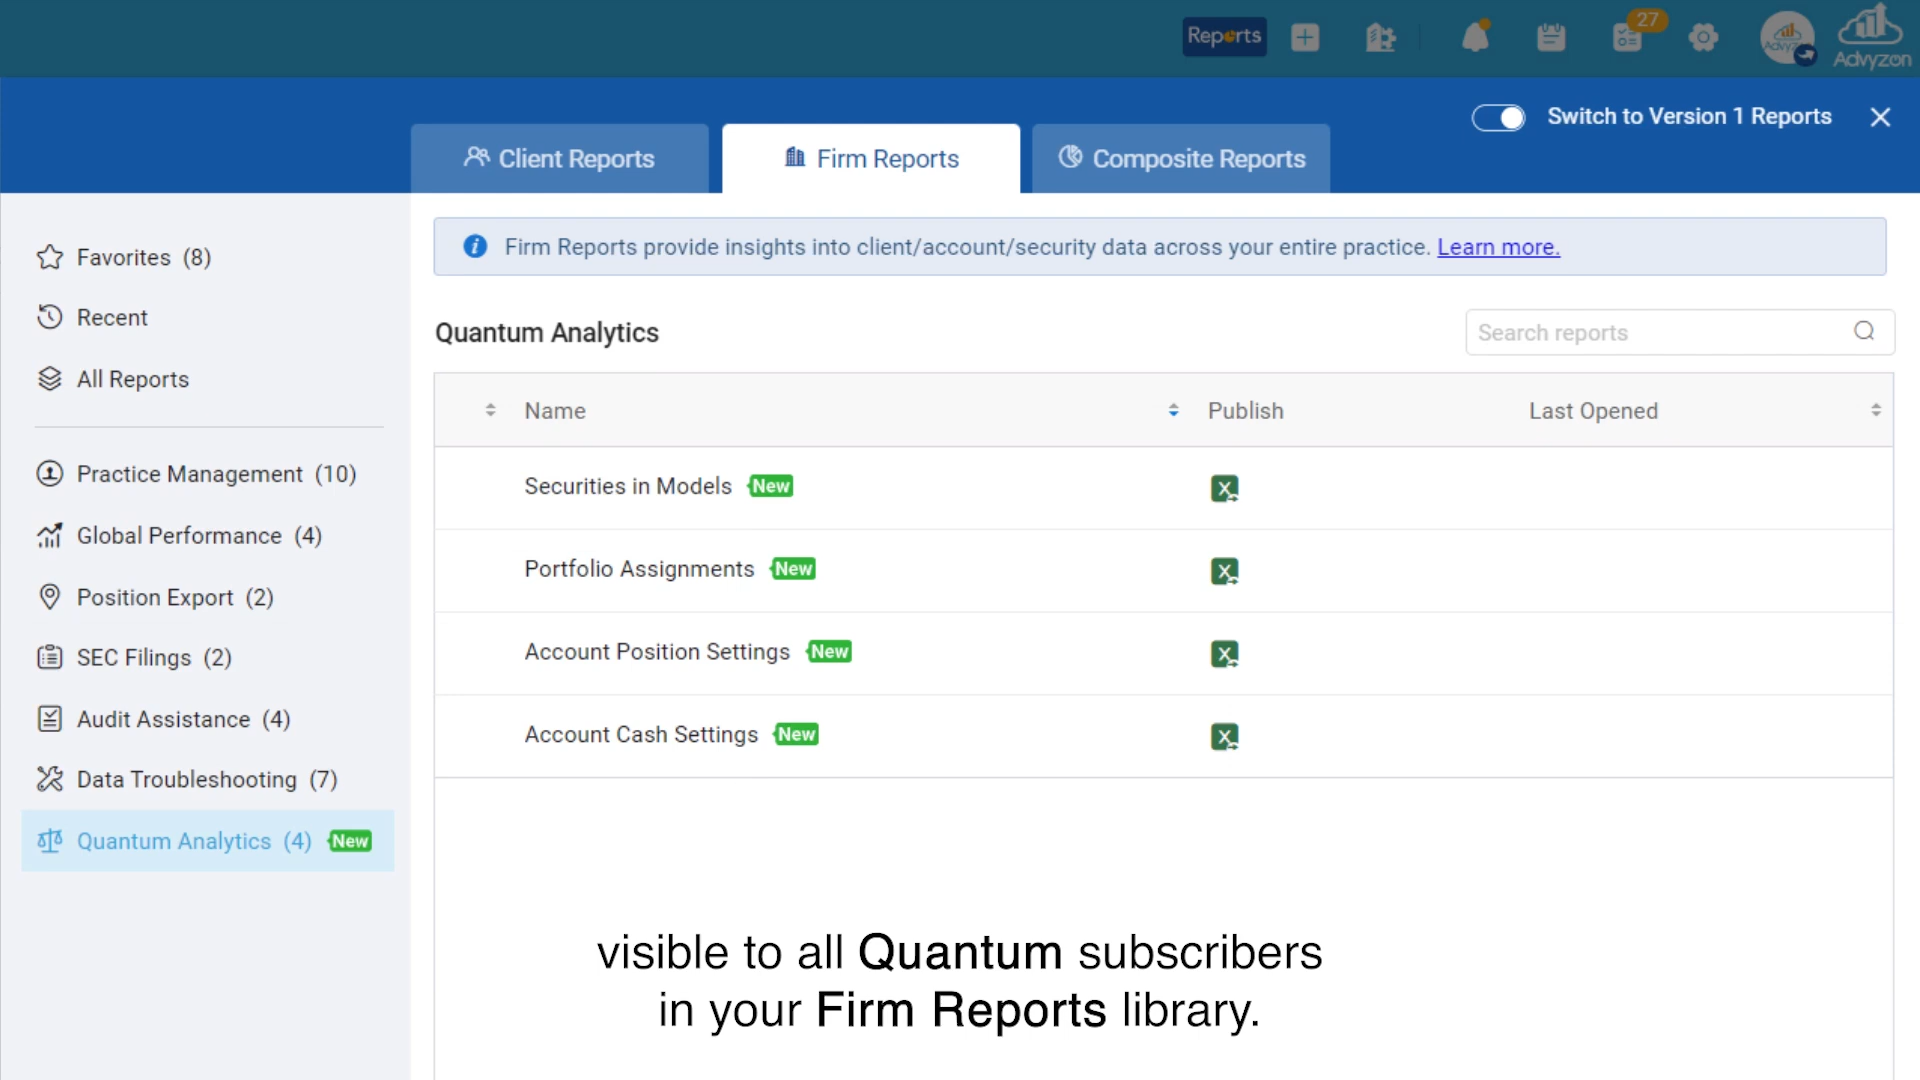 Reports
27
Advyzon
Switch to Version 1 Reports
Client Reports
Firm Reports
Composite Reports
Favorites (8)
Recent
All Reports
Practice Management (10)
Global Performance (4)
Position Export (2)
SEC Filings (2)
Audit Assistance (4)
Data Troubleshooting (7)
Quantum Analytics (4) New
Firm Reports provide insights into client/account/security data across your entire practice. Learn more.
Quantum Analytics
Search reports
Name Publish Last Opened
Securities in Models New
Portfolio Assignments New
Account Position Settings New
Account Cash Settings New
visible to all Quantum subscribers
in your Firm Reports library.